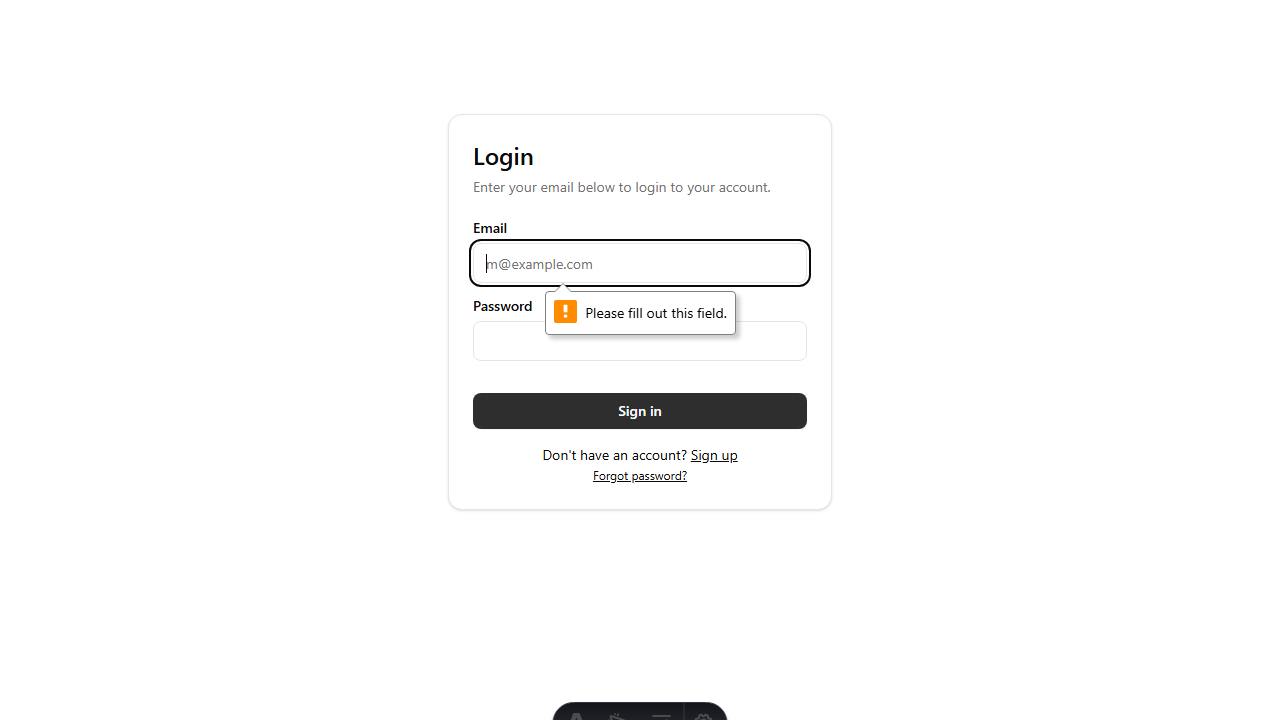 Login
Enter your email below to login to your account.
Email
m@example.com
Password
! Please fill out this field.
Sign in
Don't have an account? Sign up
Forgot password?